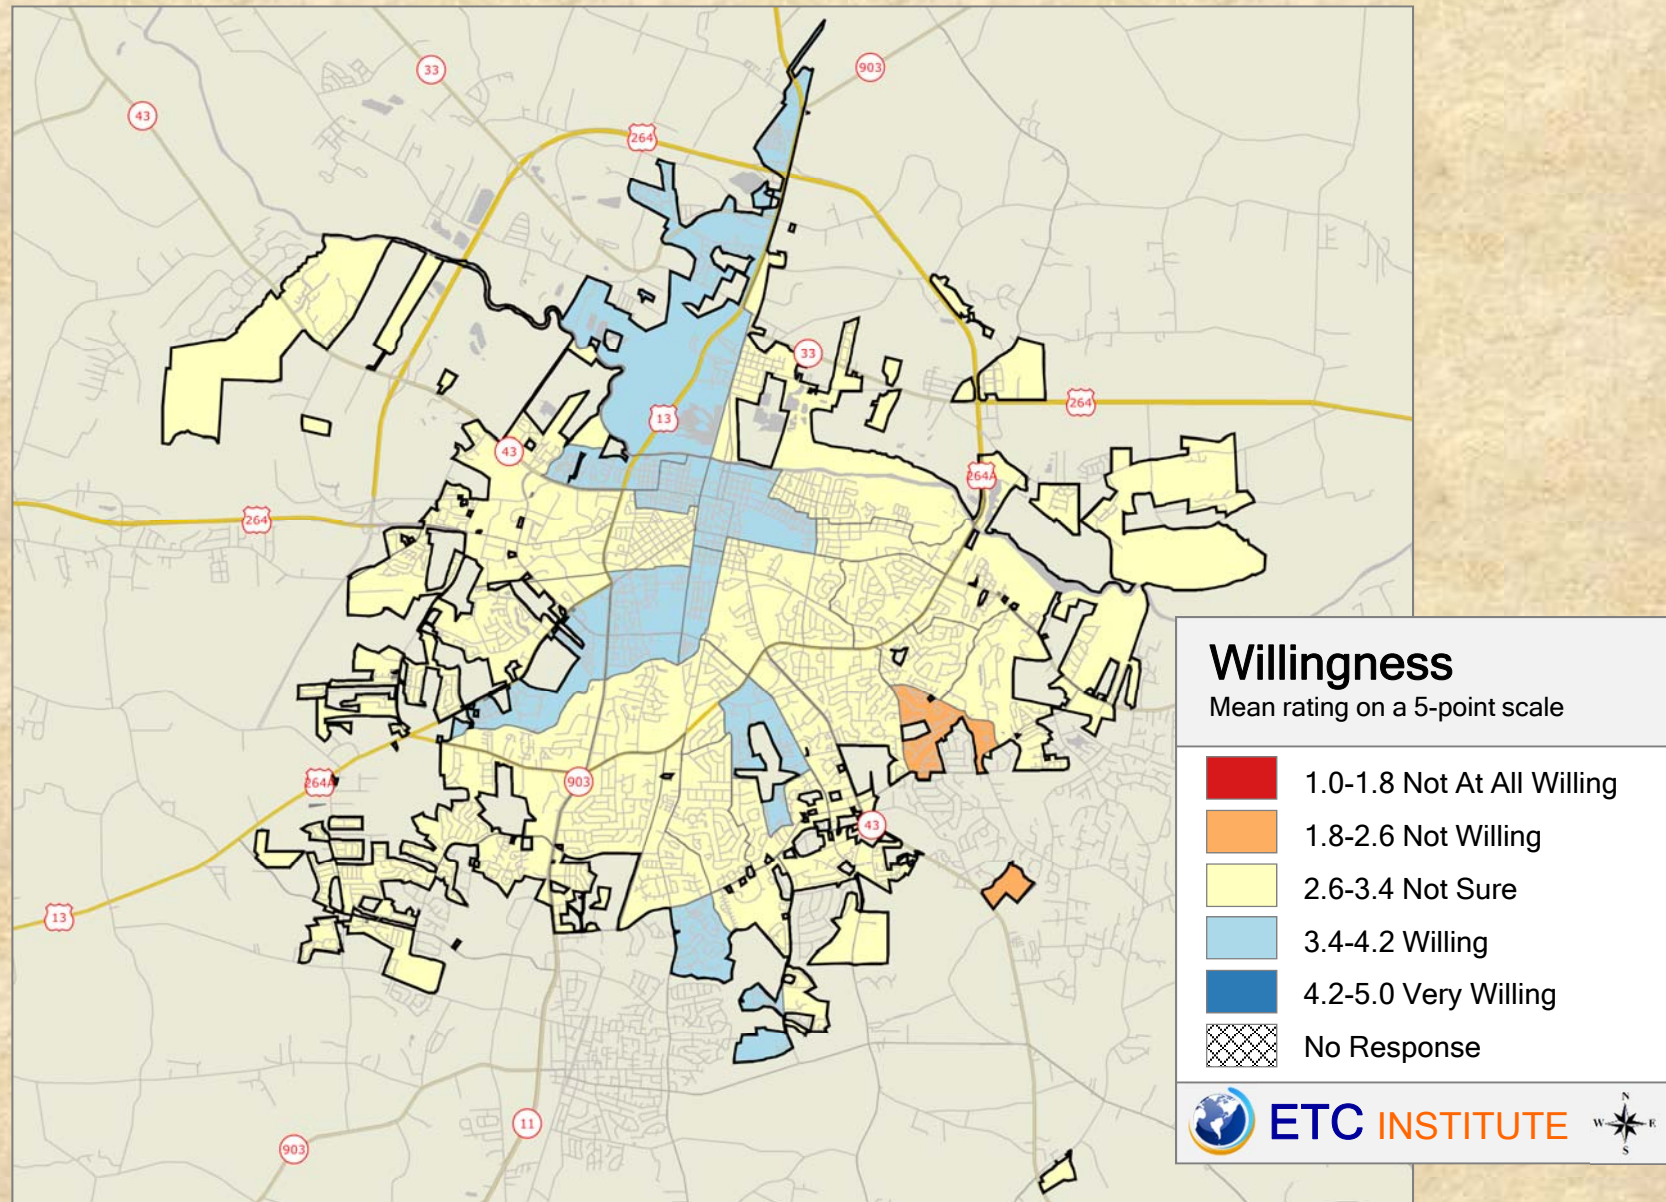 33
903
43
264
33
13
264
43
264A
264
903
264A
43
13
11
903
Willingness
Mean rating on a 5-point scale
1.0-1.8 Not At All Willing
1.8-2.6 Not Willing
2.6-3.4 Not Sure
3.4-4.2 Willing
4.2-5.0 Very Willing
No Response
ETC INSTITUTE
N
W E
S